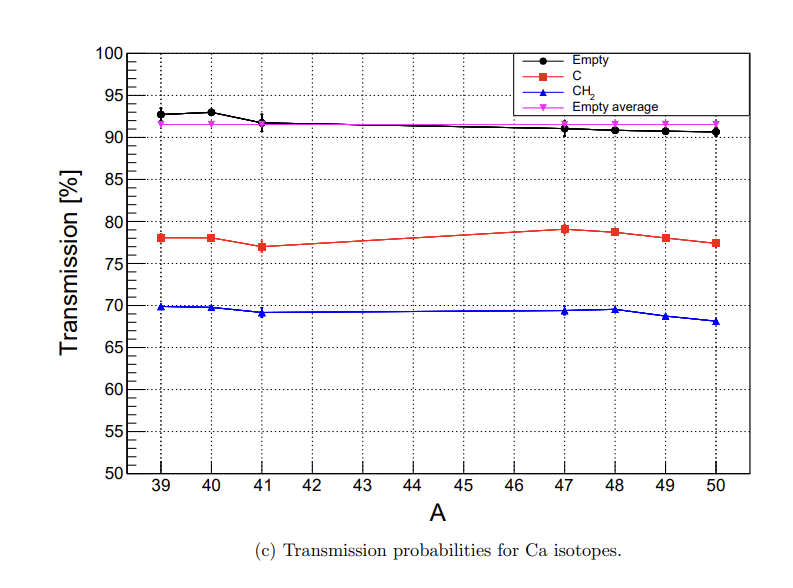 100
95
90
85
80
75
70
65
60
55
50
Transmission [%]
Empty
C
CH2
Empty average
39 40 41 42 43 44 45 46 47 48 49 50
A
(c) Transmission probabilities for Ca isotopes.